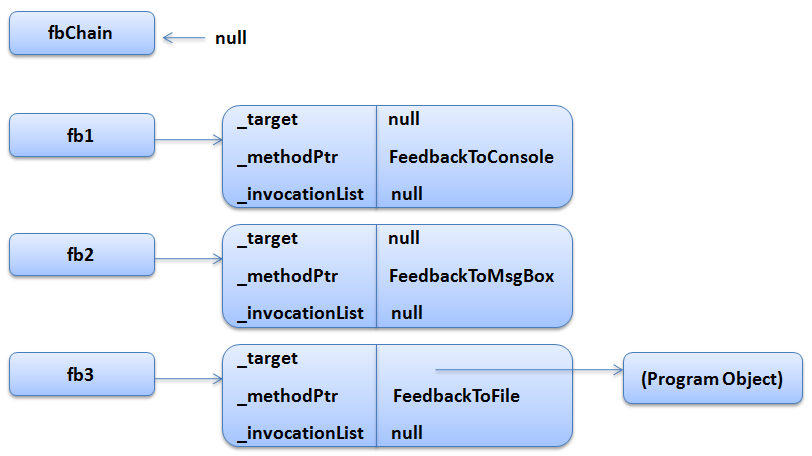 fbChain
null
fb1
_target null
_methodPtr FeedbackToConsole
_invocationList null
fb2
_target null
_methodPtr FeedbackToMsgBox
_invocationList null
fb3
_target
(Program Object)
_methodPtr FeedbackToFile
_invocationList null